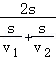 2s
s/v₁ + s/v₂